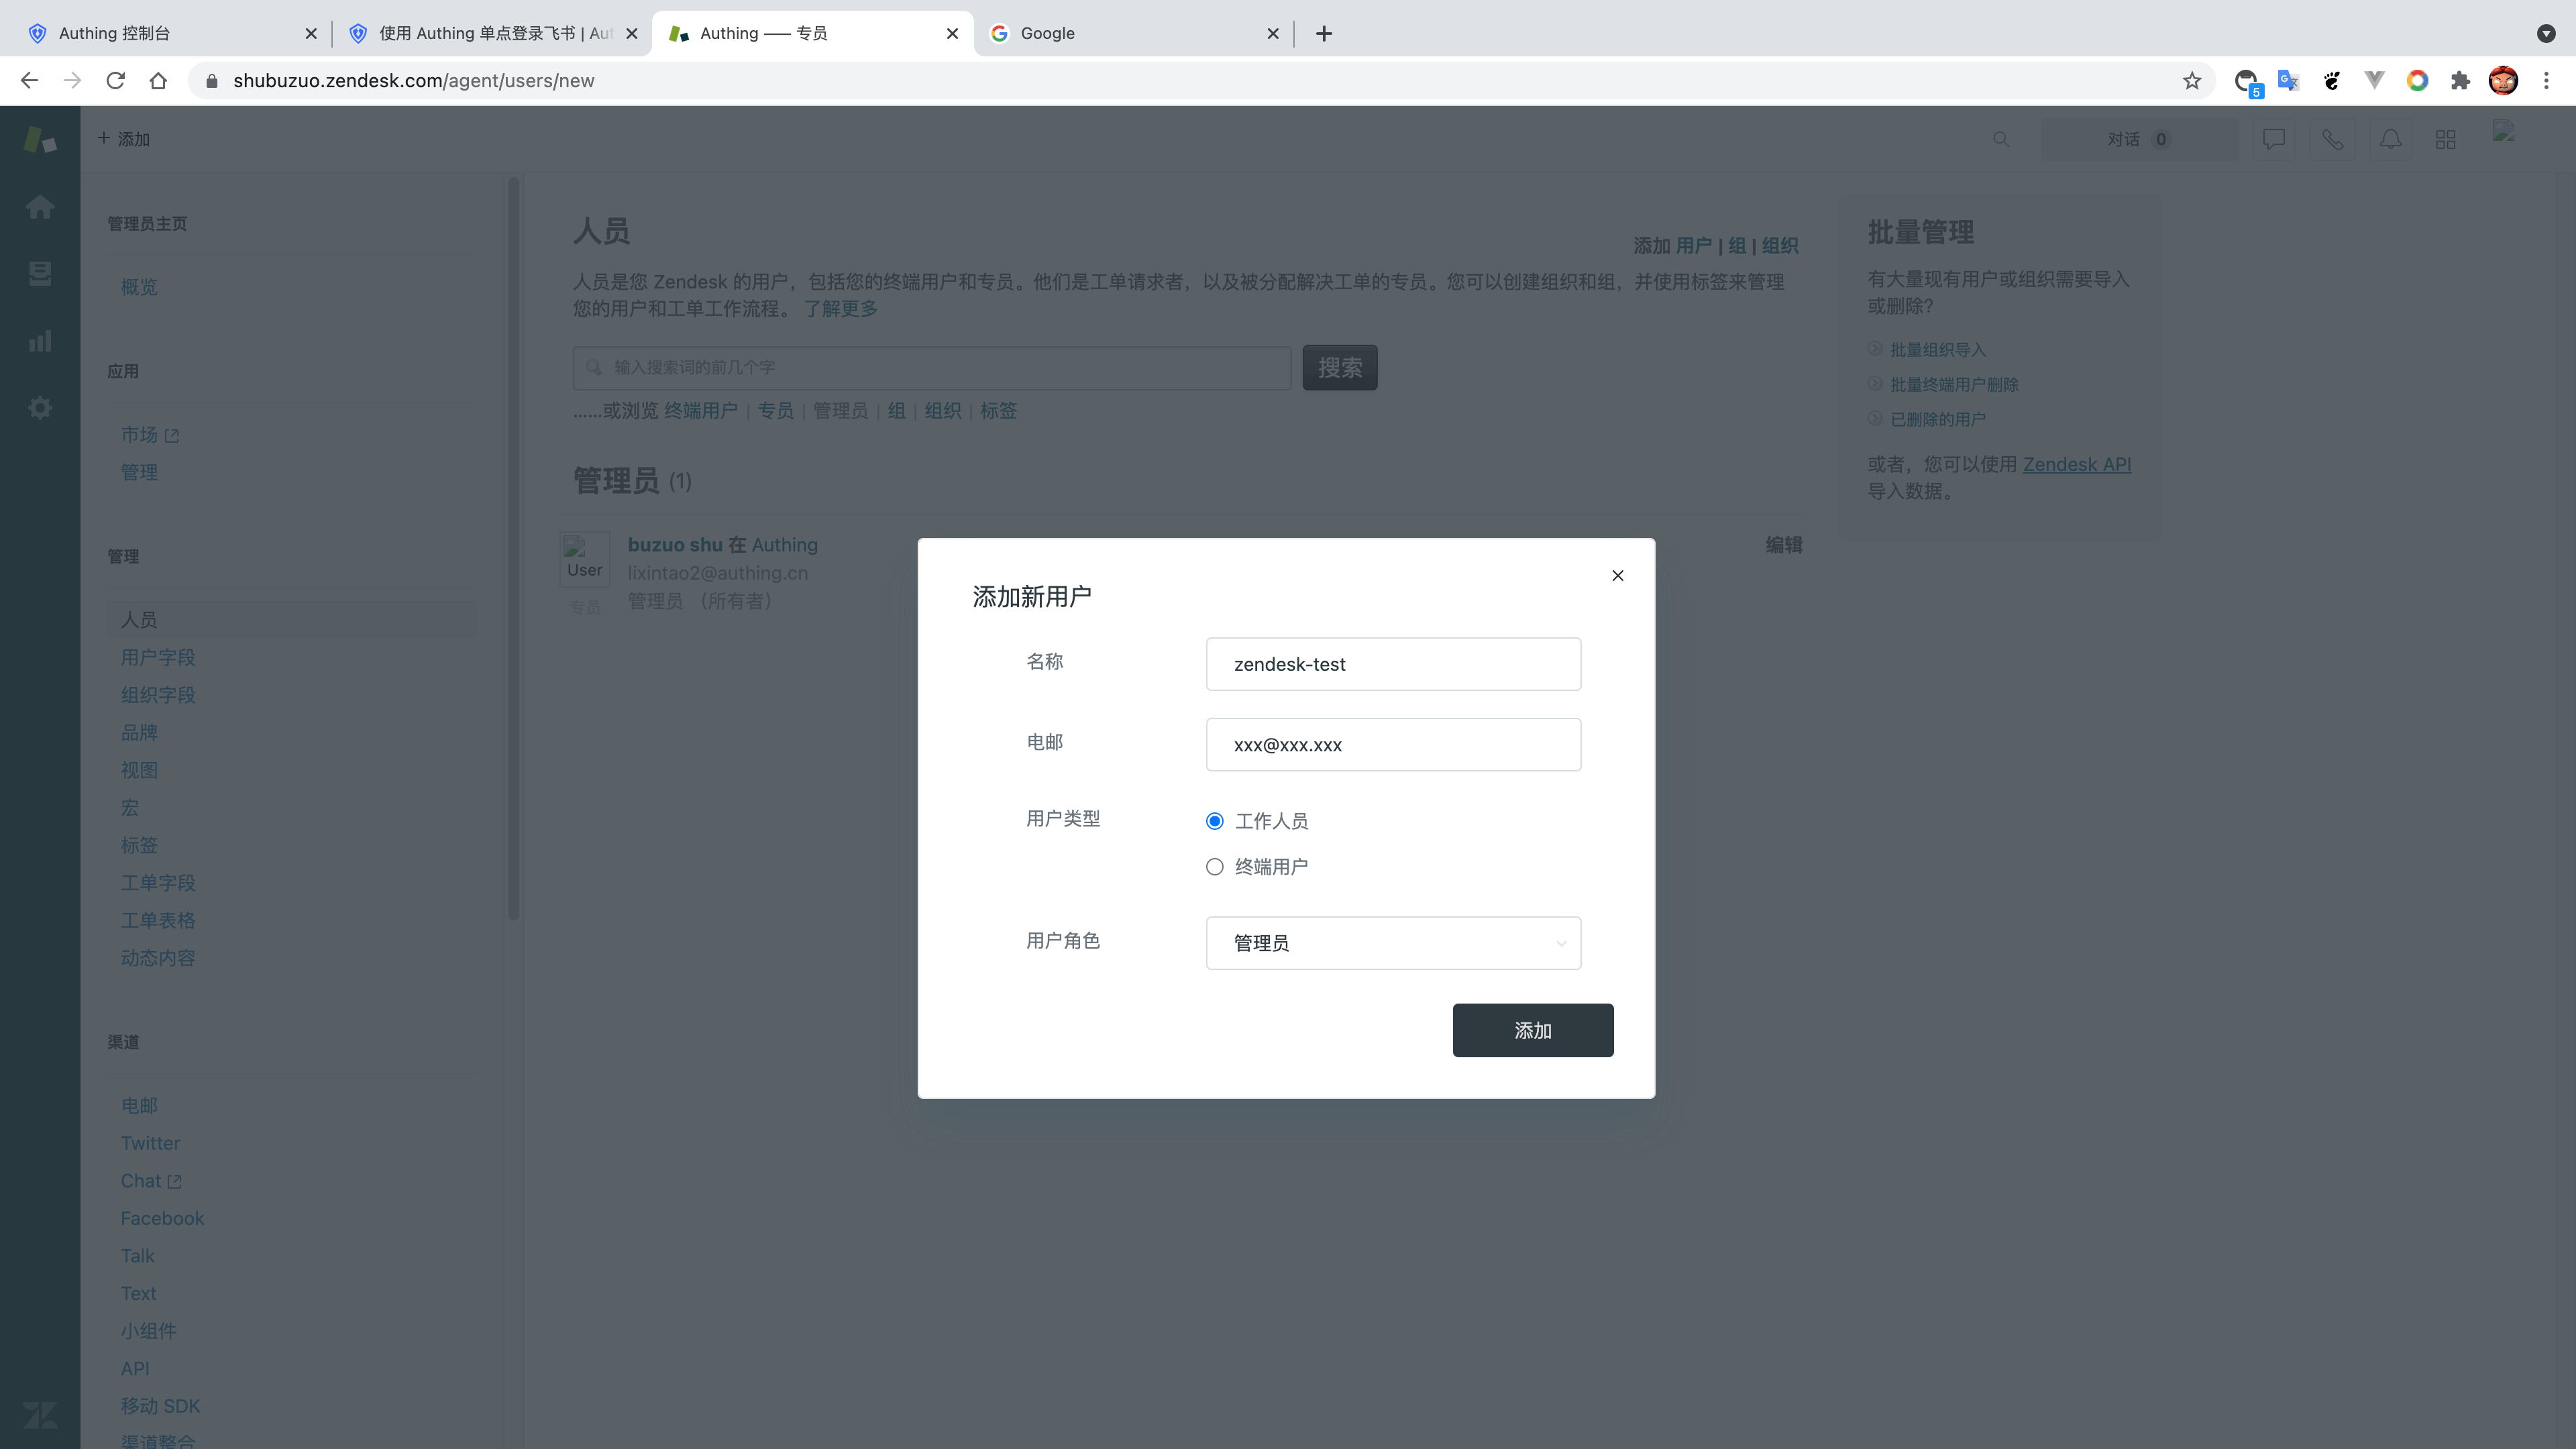 Authing 控制台
使用 Authing 单点登录飞书 | Aut
Authing —— 专员
Google
shubuzuo.zendesk.com/agent/users/new
5
添加
对话 0
管理员主页
概览
应用
市场
管理
管理
人员
用户字段
组织字段
品牌
视图
宏
标签
工单字段
工单表格
动态内容
渠道
电邮
Twitter
Chat
Facebook
Talk
Text
小组件
API
移动 SDK
渠道整合
人员
添加 用户 | 组 | 组织
人员是您 Zendesk 的用户，包括您的终端用户和专员。他们是工单请求者，以及被分配解决工单的专员。您可以创建组织和组，并使用标签来管理
您的用户和工单工作流程。 了解更多
输入搜索词的前几个字
搜索
......或浏览 终端用户 | 专员 | 管理员 | 组 | 组织 | 标签
管理员 (1)
User
专员
buzuo shu 在 Authing
lixintao2@authing.cn
管理员 （所有者）
编辑
批量管理
有大量现有用户或组织需要导入
或删除？
批量组织导入
批量终端用户删除
已删除的用户
或者，您可以使用 Zendesk API
导入数据。
添加新用户
名称
zendesk-test
电邮
xxx@xxx.xxx
用户类型
工作人员
终端用户
用户角色
管理员
添加